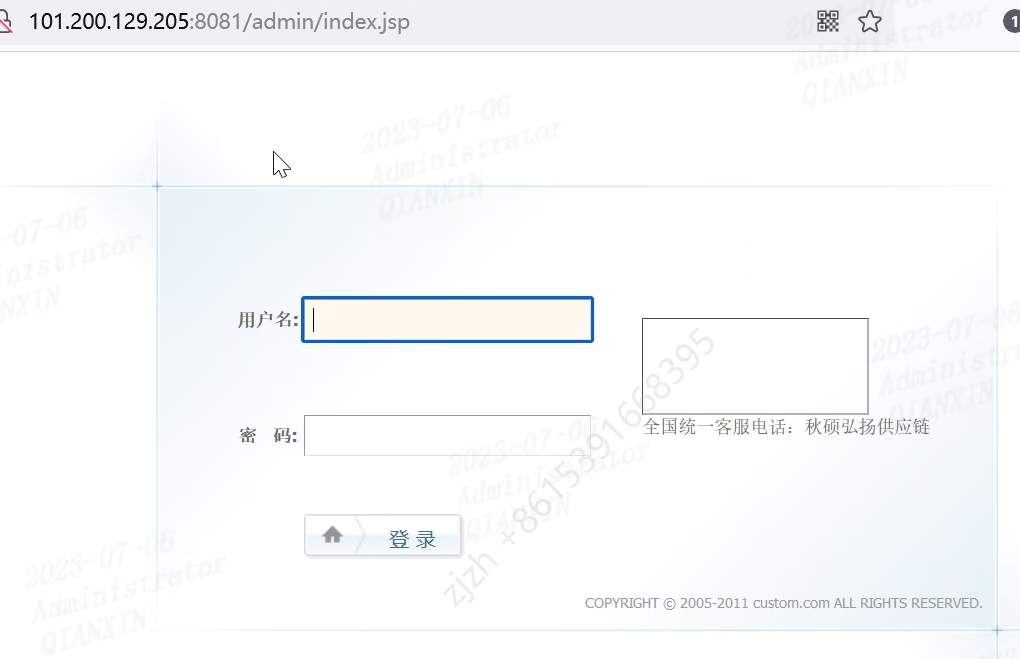 101.200.129.205:8081/admin/index.jsp
1
2023-07-06
Administrator
QIANXIN
2023-07-06
Administrator
QIANXIN
-07-06
nistrator
NXIN
用户名:
2023-07-06
Administrator
QIANXIN
全国统一客服电话：秋硕弘扬供应链
密 码:
2023-07-06
Administrator
QIANXIN
zjzh +8615391668395
登 录
2023-07-06
Administrator
QIANXIN
COPYRIGHT © 2005-2011 custom.com ALL RIGHTS RESERVED.